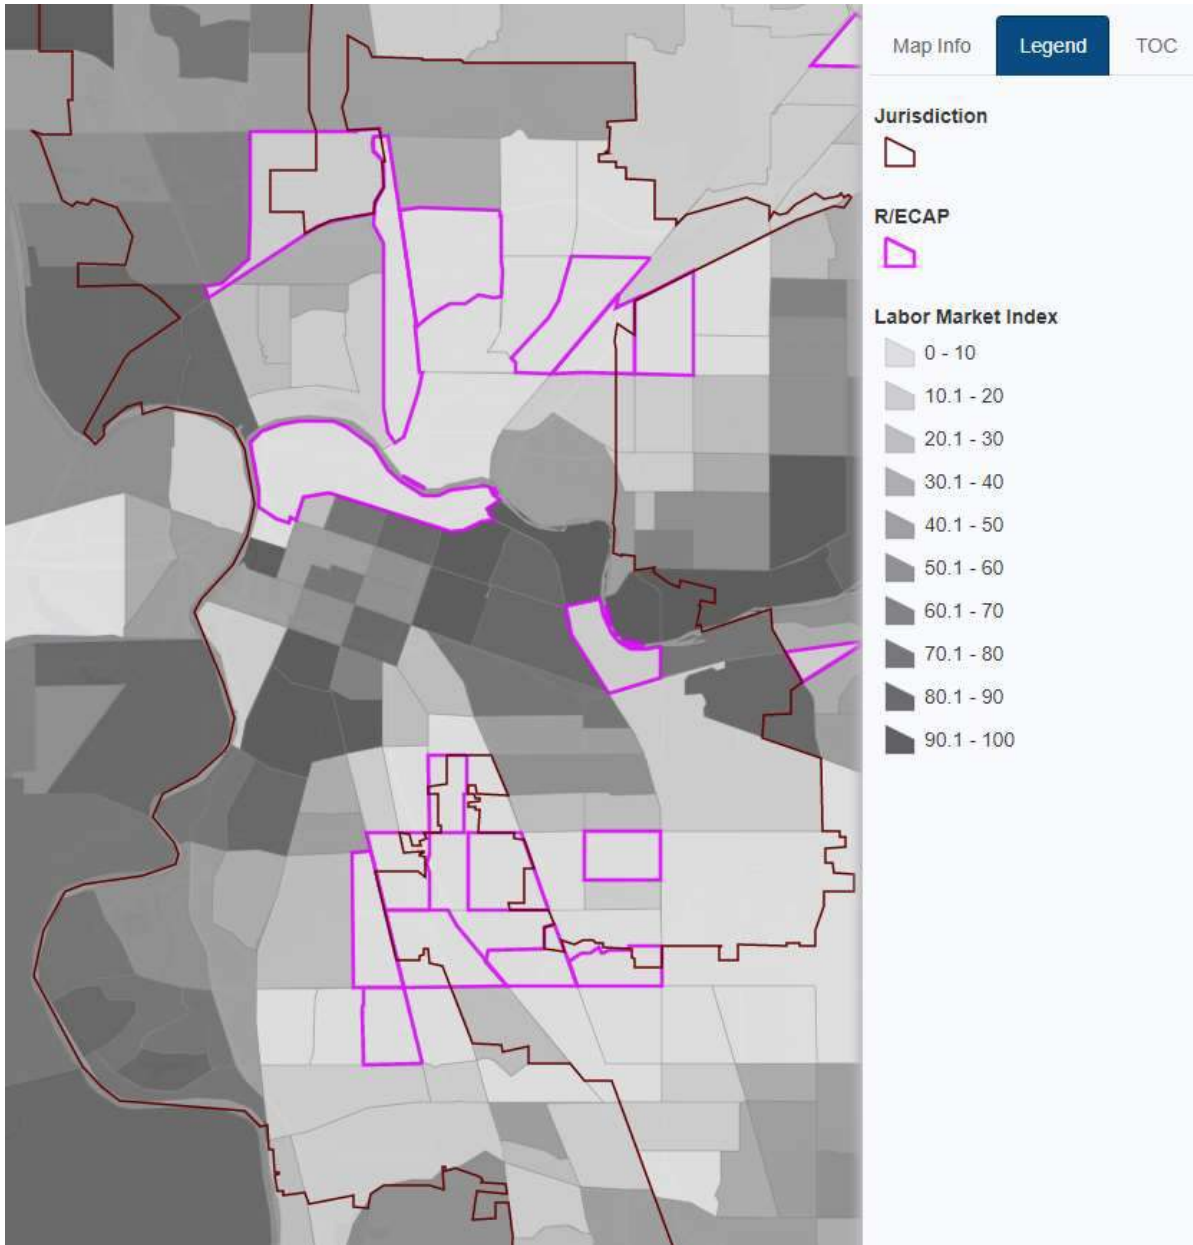 Map Info Legend TOC
Jurisdiction
R/ECAP
Labor Market Index
0 - 10
10.1 - 20
20.1 - 30
30.1 - 40
40.1 - 50
50.1 - 60
60.1 - 70
70.1 - 80
80.1 - 90
90.1 - 100